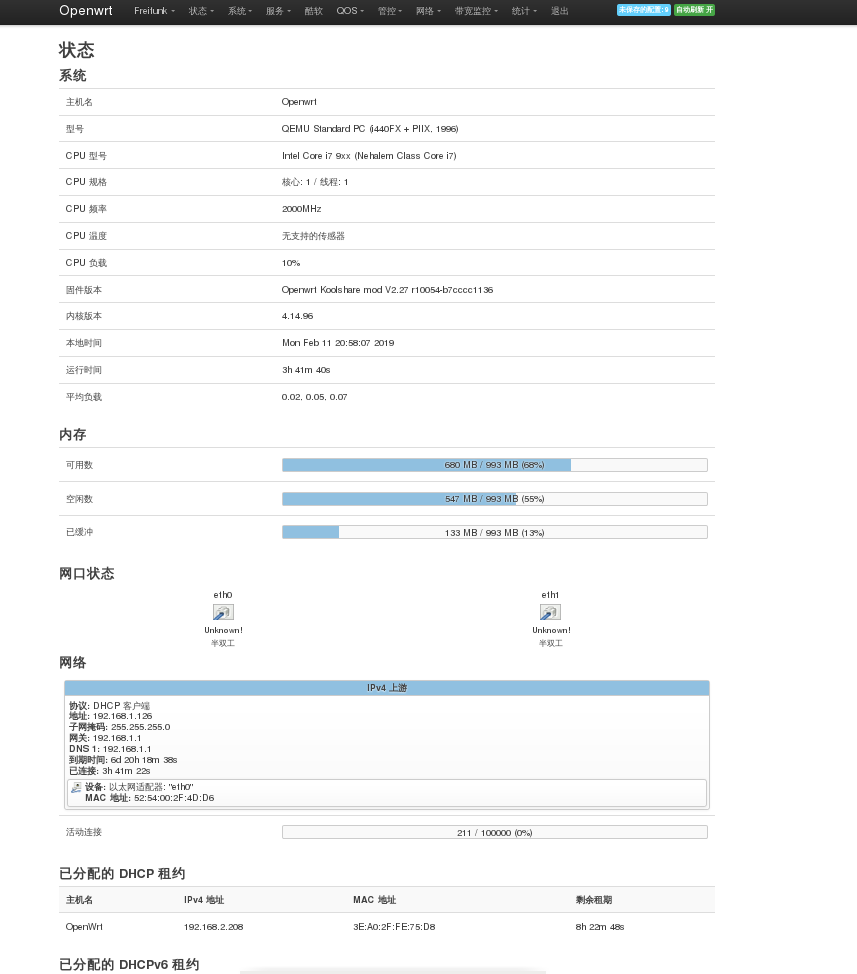 Openwrt Freifunk 状态 系统 服务 酷软 QOS 管控 网络 带宽监控 统计 退出 未保存的配置: 9 自动刷新 开
状态
系统
主机名 Openwrt
型号 QEMU Standard PC (i440FX + PIIX, 1996)
CPU 型号 Intel Core i7 9xx (Nehalem Class Core i7)
CPU 规格 核心: 1 / 线程: 1
CPU 频率 2000MHz
CPU 温度 无支持的传感器
CPU 负载 10%
固件版本 Openwrt Koolshare mod V2.27 r10054-b7cccc1136
内核版本 4.14.96
本地时间 Mon Feb 11 20:58:07 2019
运行时间 3h 41m 40s
平均负载 0.02, 0.05, 0.07
内存
可用数 680 MB / 993 MB (68%)
空闲数 547 MB / 993 MB (55%)
已缓冲 133 MB / 993 MB (13%)
网口状态
eth0 eth1
Unknown! Unknown!
半双工 半双工
网络
IPv4 上游
协议: DHCP 客户端
地址: 192.168.1.126
子网掩码: 255.255.255.0
网关: 192.168.1.1
DNS 1: 192.168.1.1
到期时间: 6d 20h 18m 38s
已连接: 3h 41m 22s
设备: 以太网适配器: "eth0"
MAC 地址: 52:54:00:2F:4D:D6
活动连接 211 / 100000 (0%)
已分配的 DHCP 租约
主机名 IPv4 地址 MAC 地址 剩余租期
OpenWrt 192.168.2.208 3E:A0:2F:FE:75:D8 8h 22m 48s
已分配的 DHCPv6 租约